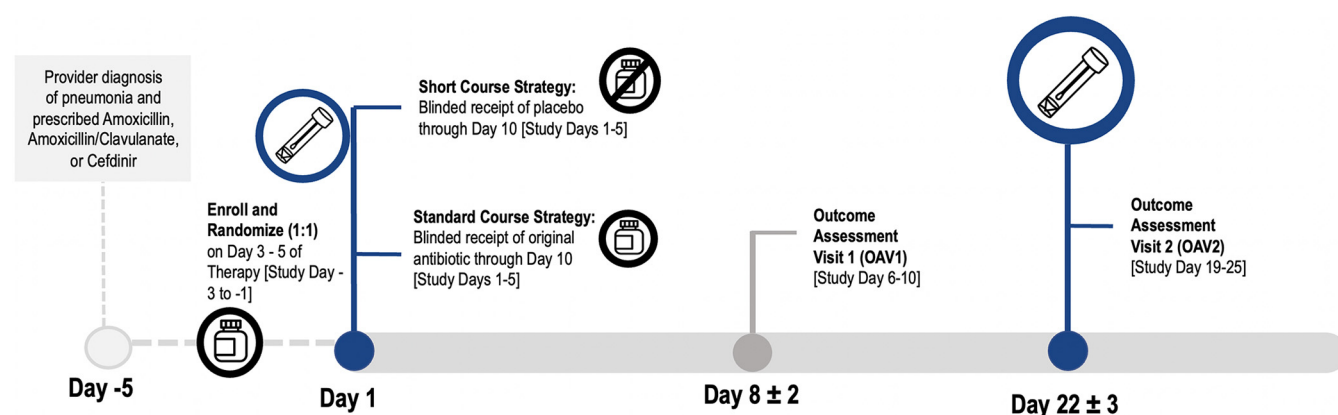 Provider diagnosis
of pneumonia and
prescribed Amoxicillin,
Amoxicillin/Clavulanate,
or Cefdinir
Enroll and
Randomize (1:1)
on Day 3 - 5 of
Therapy [Study Day -
3 to -1]
Short Course Strategy:
Blinded receipt of placebo
through Day 10 [Study Days 1-5]
Standard Course Strategy:
Blinded receipt of original
antibiotic through Day 10
[Study Days 1-5]
Outcome
Assessment
Visit 1 (OAV1)
[Study Day 6-10]
Outcome
Assessment
Visit 2 (OAV2)
[Study Day 19-25]
Day -5
Day 1
Day 8 ± 2
Day 22 ± 3